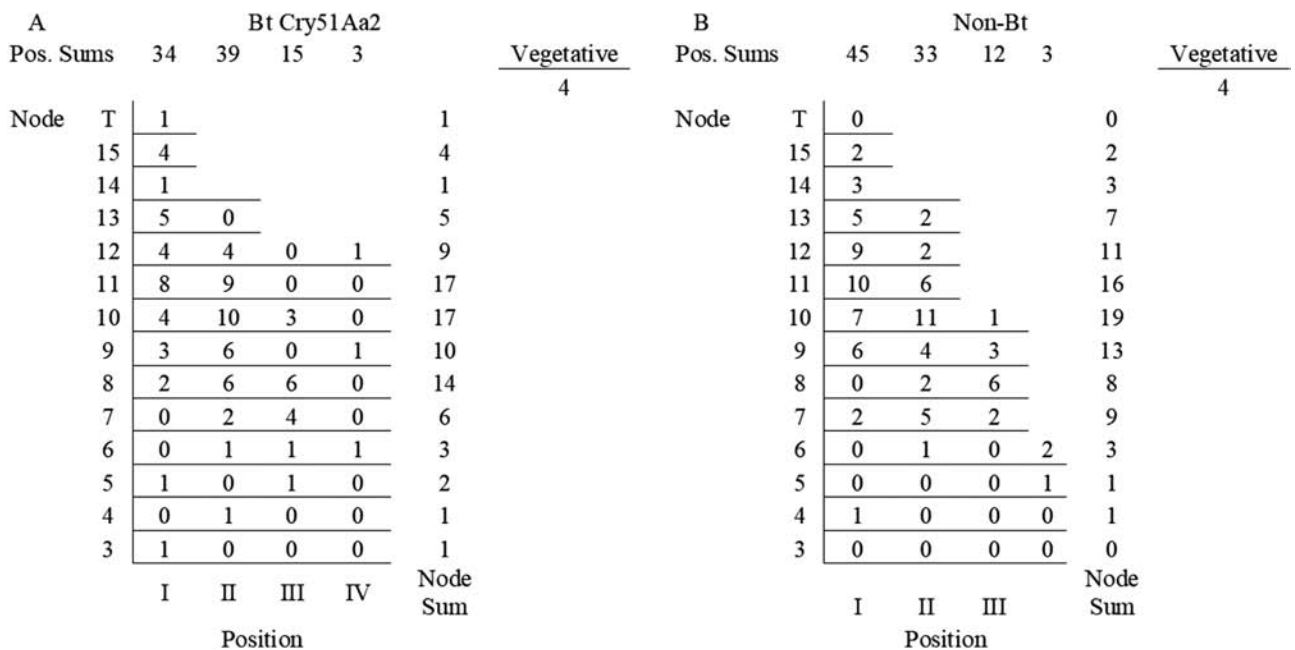 A Bt Cry51Aa2
Pos. Sums 34 39 15 3 Vegetative
4
Node T 1 1
15 4 4
14 1 1
13 5 0 5
12 4 4 0 1 9
11 8 9 0 0 17
10 4 10 3 0 17
9 3 6 0 1 10
8 2 6 6 0 14
7 0 2 4 0 6
6 0 1 1 1 3
5 1 0 1 0 2
4 0 1 0 0 1
3 1 0 0 0 1
I II III IV Node
Sum
Position
B Non-Bt
Pos. Sums 45 33 12 3 Vegetative
4
Node T 0 0
15 2 2
14 3 3
13 5 2 7
12 9 2 11
11 10 6 16
10 7 11 1 19
9 6 4 3 13
8 0 2 6 8
7 2 5 2 9
6 0 1 0 2 3
5 0 0 0 1 1
4 1 0 0 0 1
3 0 0 0 0 0
I II III Node
Sum
Position